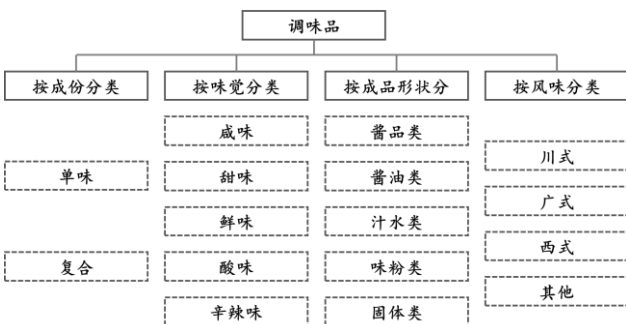 调味品
按成份分类
按味觉分类
按成品形状分
按风味分类
单味
复合
咸味
甜味
鲜味
酸味
辛辣味
酱品类
酱油类
汁水类
味粉类
固体类
川式
广式
西式
其他